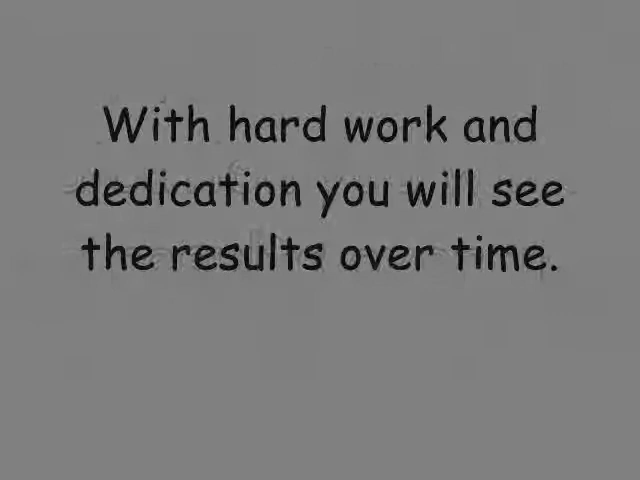 With hard work and
dedication you will see
the results over time.